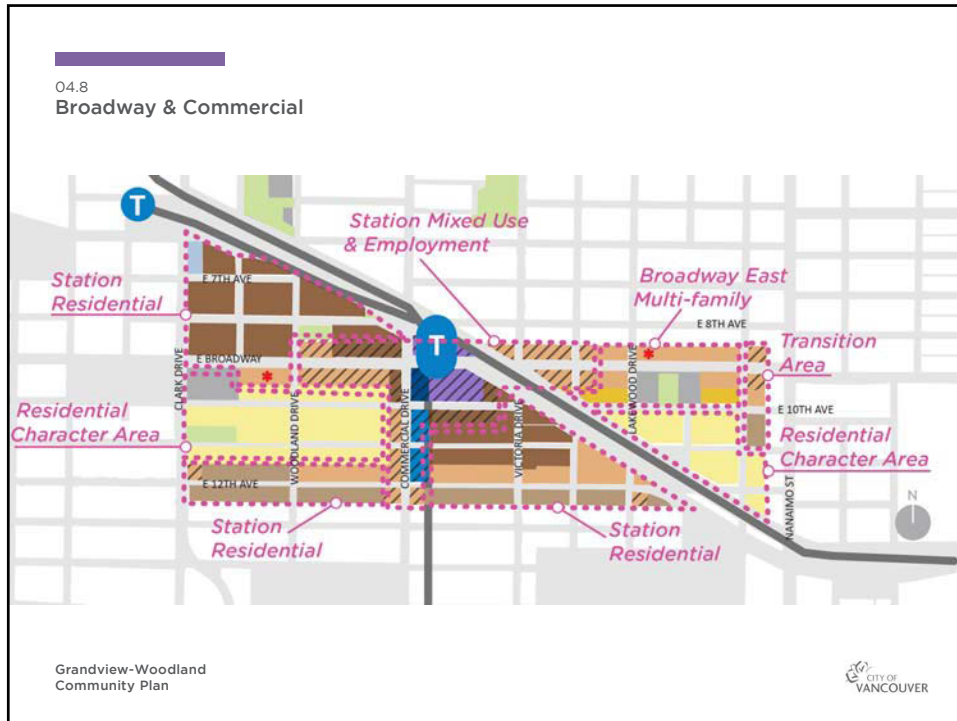 04.8
Broadway & Commercial
T
Station Mixed Use
& Employment
Station
Residential
E 7TH AVE
Broadway East
Multi-family
E 8TH AVE
T
Transition
Area
E BROADWAY
CLARK DRIVE
WOODLAND DRIVE
COMMERCIAL DRIVE
VICTORIA DRIVE
LAKEWOOD DRIVE
NANAIMO ST
E 10TH AVE
Residential
Character Area
Residential
Character Area
E 12TH AVE
N
Station
Residential
Station
Residential
Grandview-Woodland
Community Plan
CITY OF
VANCOUVER